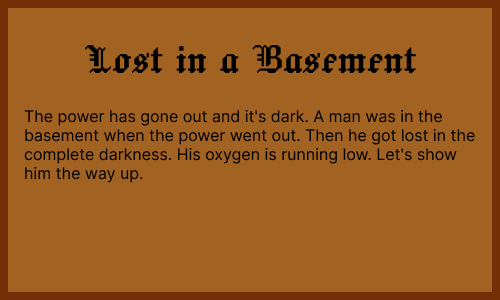 Lost in a Basement
The power has gone out and it's dark. A man was in the
basement when the power went out. Then he got lost in the
complete darkness. His oxygen is running low. Let's show
him the way up.